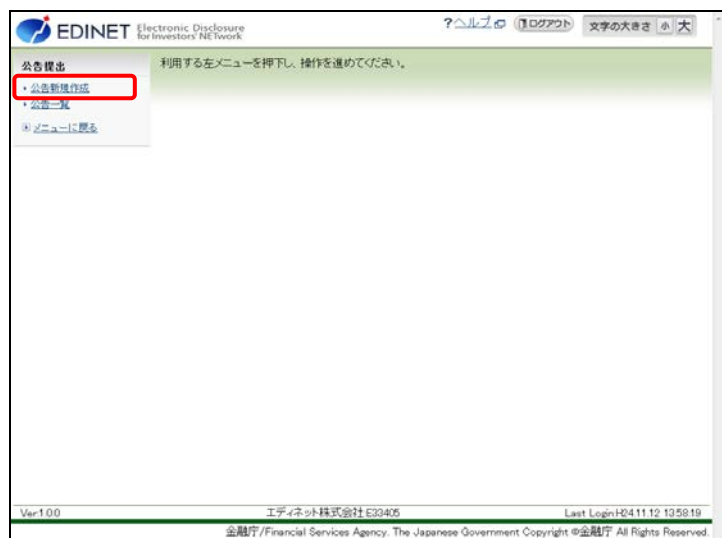 EDINET Electronic Disclosure for Investors' NETwork
?ヘルプ ログアウト 文字の大きさ 小 大
公告提出
利用する左メニューを押下し、操作を進めてください。
公告新規作成
公告一覧
メニューに戻る
Ver.1.0.0 エディネット株式会社 E33405 Last Login:H24.11.12 13:58:19
金融庁/Financial Services Agency. The Japanese Government Copyright ©金融庁 All Rights Reserved.